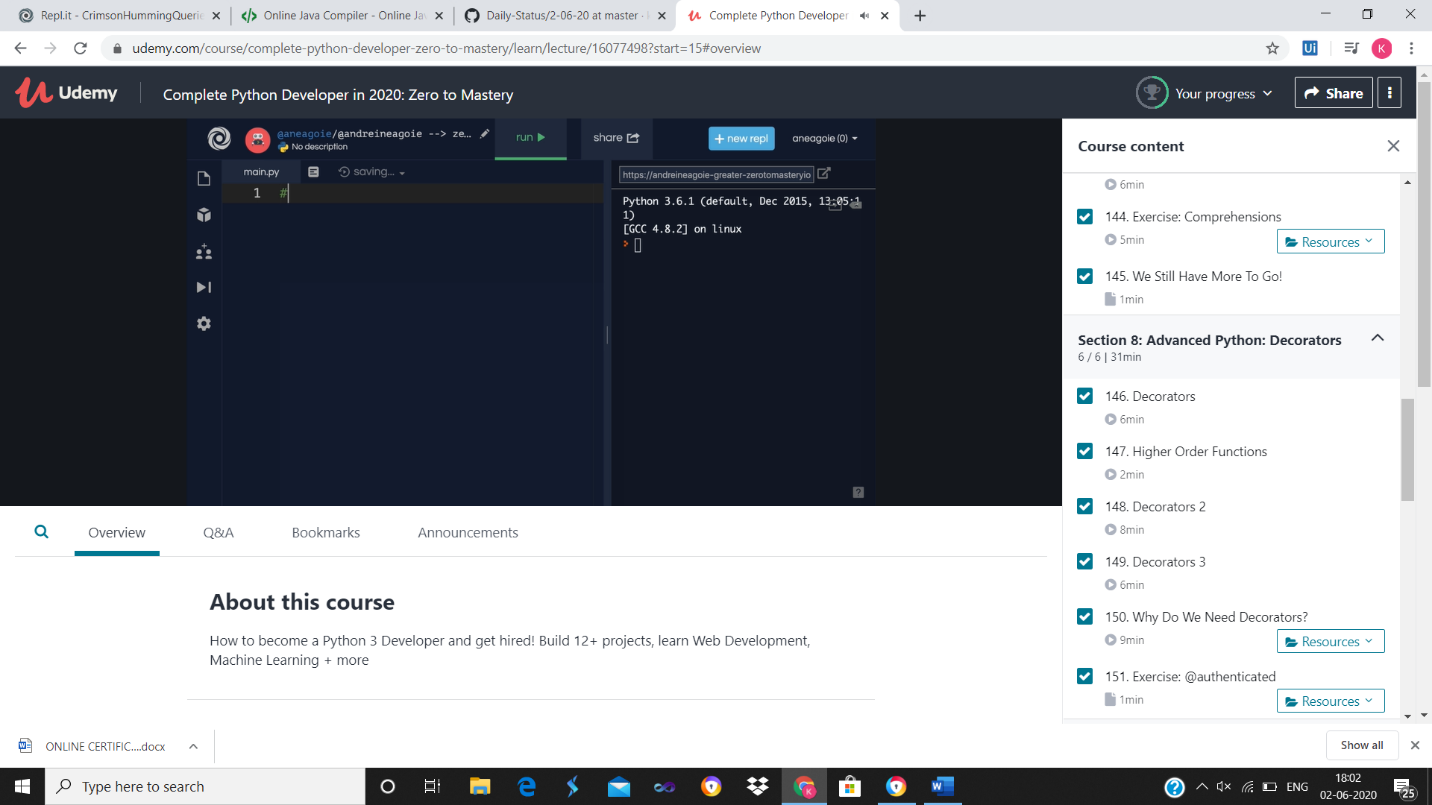 Repl.it - CrimsonHummingQuerie
Online Java Compiler - Online Ja
Daily-Status/2-06-20 at master ·
Complete Python Developer
udemy.com/course/complete-python-developer-zero-to-mastery/learn/lecture/16077498?start=15#overview
Ui
K
Udemy
Complete Python Developer in 2020: Zero to Mastery
Your progress
Share
@aneagoie/@andreineagoie --> ze...
No description
run
share
+ new repl
aneagoie (0)
main.py
saving...
https://andreineagoie-greater-zerotomasteryio
1 #
Python 3.6.1 (default, Dec 2015, 13:05:1
1)
[GCC 4.8.2] on linux
?
Course content
6min
144. Exercise: Comprehensions
5min
Resources
145. We Still Have More To Go!
1min
Section 8: Advanced Python: Decorators
6 / 6 | 31min
146. Decorators
6min
147. Higher Order Functions
2min
148. Decorators 2
8min
149. Decorators 3
6min
150. Why Do We Need Decorators?
9min
Resources
151. Exercise: @authenticated
1min
Resources
Overview
Q&A
Bookmarks
Announcements
About this course
How to become a Python 3 Developer and get hired! Build 12+ projects, learn Web Development,
Machine Learning + more
ONLINE CERTIFIC....docx
Show all
Type here to search
ENG
18:02
02-06-2020
25